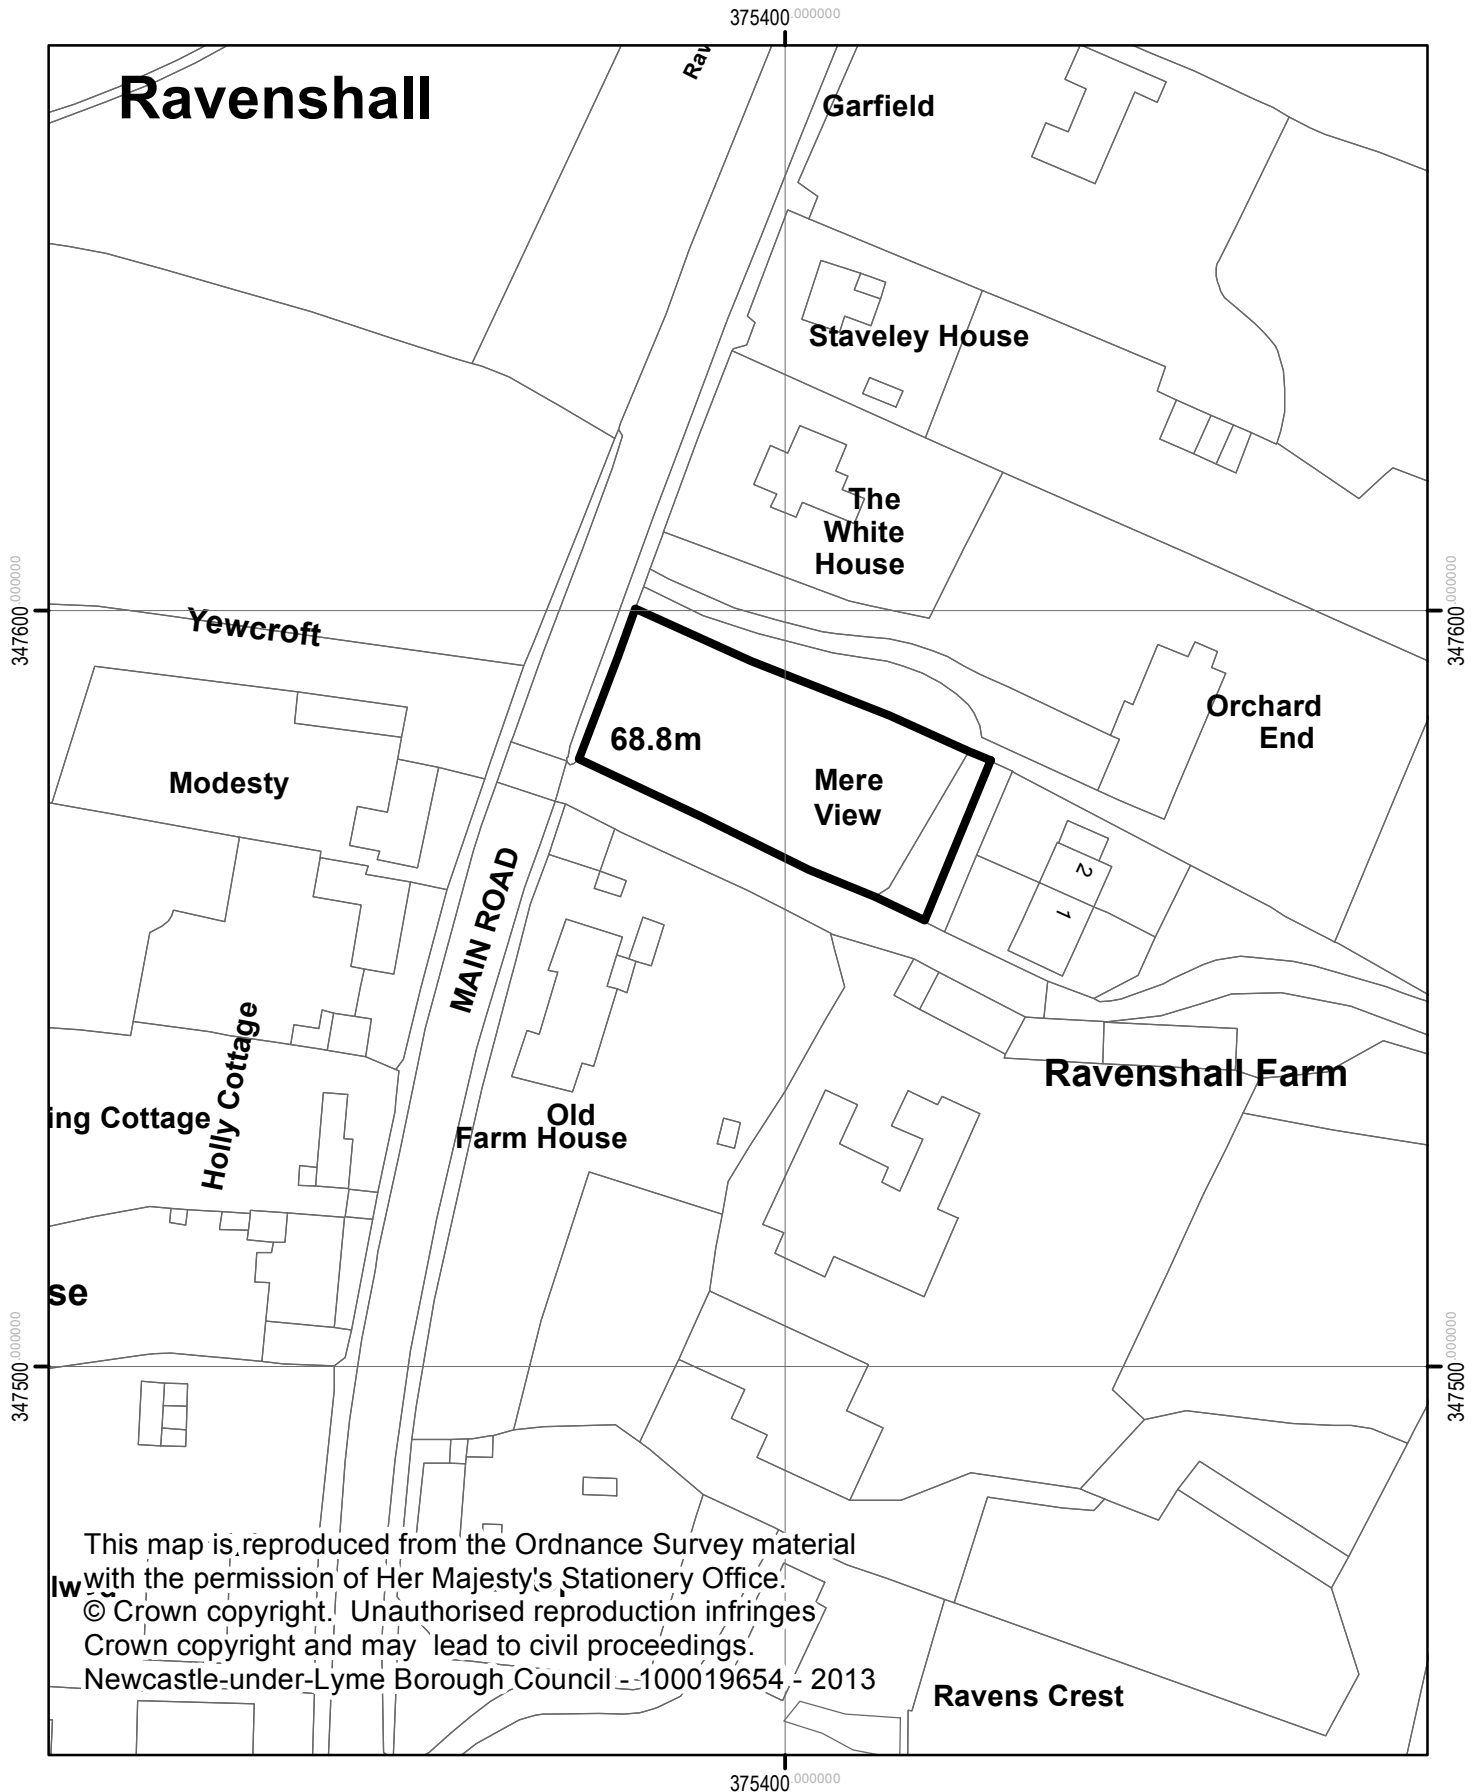 375400.000000
Ravenshall
Rav
Garfield
Staveley House
The
White
House
347600.000000
347600.000000
Yewcroft
68.8m
Orchard
End
Modesty
Mere
View
2
1
MAIN ROAD
Holly Cottage
ing Cottage
Old
Farm House
Ravenshall Farm
se
347500.000000
347500.000000
This map is reproduced from the Ordnance Survey material
with the permission of Her Majesty's Stationery Office.
© Crown copyright. Unauthorised reproduction infringes
Crown copyright and may lead to civil proceedings.
Newcastle-under-Lyme Borough Council - 100019654 - 2013
Ravens Crest
375400.000000